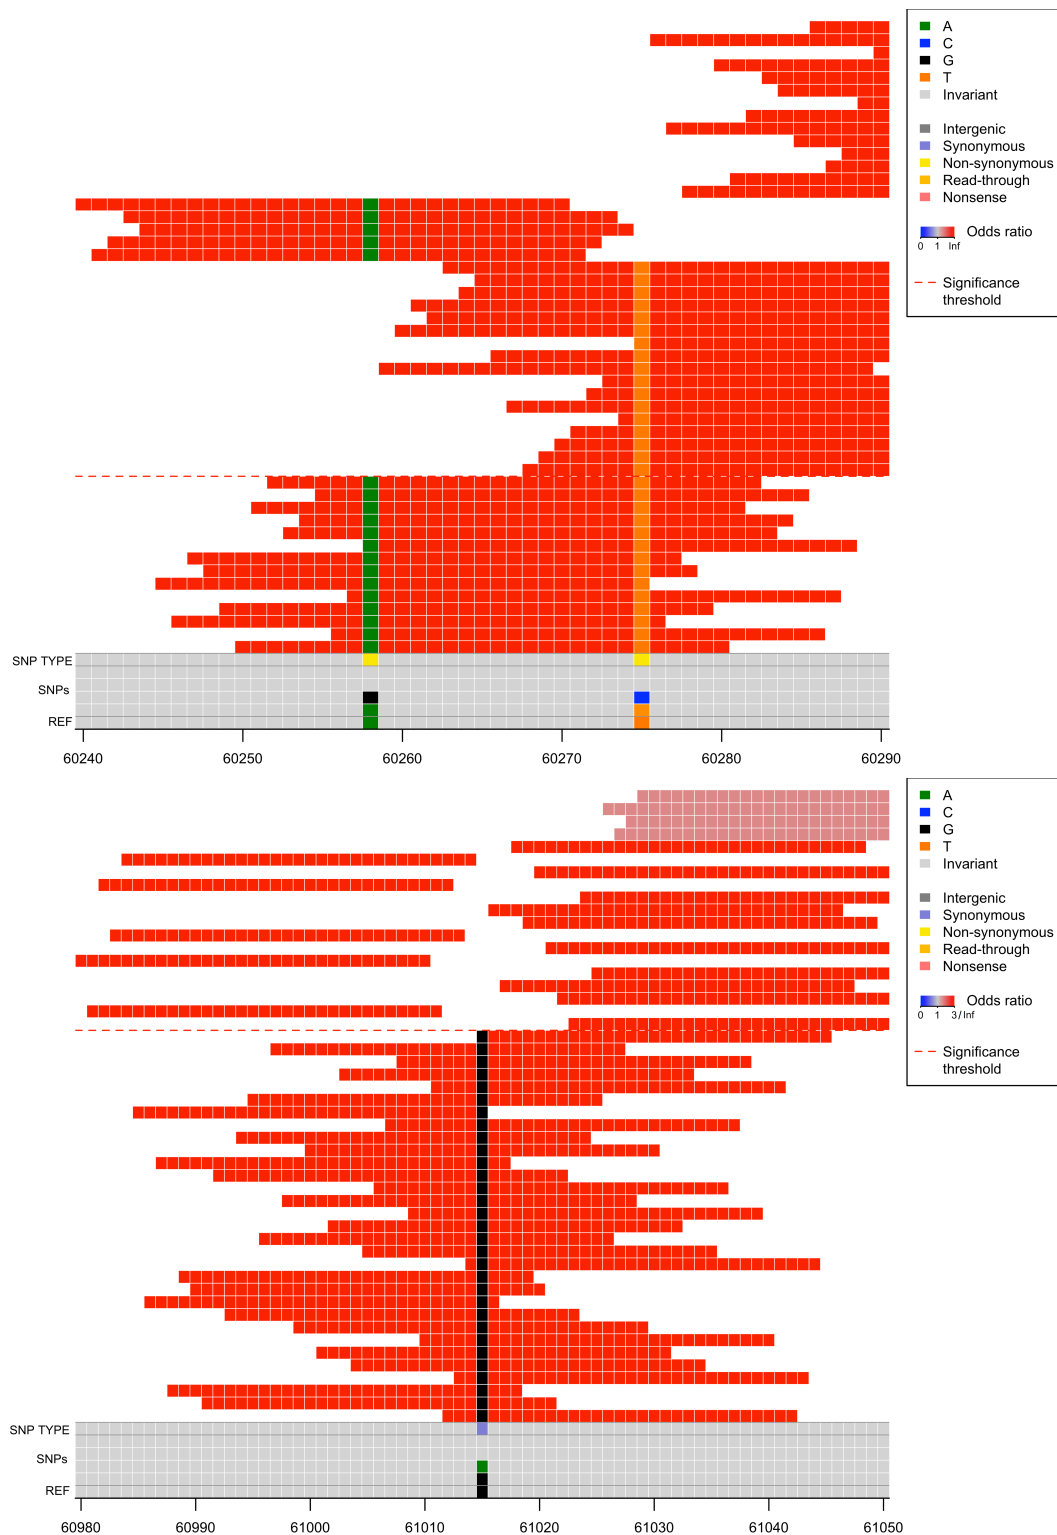 A
C
G
T
Invariant
Intergenic
Synonymous
Non-synonymous
Read-through
Nonsense
Odds ratio
0 1 Inf
Significance
threshold
SNP TYPE
SNPs
REF
60240 60250 60260 60270 60280 60290
A
C
G
T
Invariant
Intergenic
Synonymous
Non-synonymous
Read-through
Nonsense
Odds ratio
0 1 3/Inf
Significance
threshold
SNP TYPE
SNPs
REF
60980 60990 61000 61010 61020 61030 61040 61050